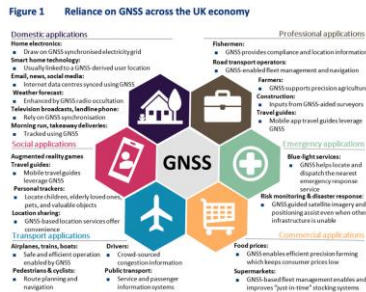 Figure 1 Reliance on GNSS across the UK economy
Domestic applications
Home electronics:
Draw on GNSS synchronised electricity grid
Smart home technology:
Usually linked to a GNSS-derived user location
Email, news, social media:
Internet data centres synced using GNSS
Weather forecast:
Enhanced by GNSS radio occultation
Television broadcasts, landline phone:
Rely on GNSS synchronisation
Morning run, takeaway deliveries:
Tracked using GNSS
Social applications
Augmented reality games
Travel guides:
Mobile travel guides
leverage GNSS
Personal trackers:
Locate children, elderly loved ones,
pets, and valuable objects
Location sharing:
GNSS-based location services offer
convenience
Transport applications
Airplanes, trains, boats:
Safe and efficient operation
enabled by GNSS
Pedestrians & cyclists:
Route planning and
navigation
Drivers:
Crowd-sourced
congestion information
Public transport:
Service and passenger
information systems
GNSS
Professional applications
Fishermen:
GNSS provides compliance and location information
Road transport operators:
GNSS-enabled fleet management and navigation
Farmers:
GNSS supports precision agricultur
Construction:
Inputs from GNSS-aided surveyors
Travel guides:
Mobile app travel guides leverage
GNSS
Emergency applications
Blue-light services:
GNSS helps locate and
dispatch the nearest
emergency response
service
Risk monitoring & disaster response:
GNSS guided satellite imagery and
positioning assist even when other
infrastructure is unable
Commercial applications
Food prices:
GNSS enables efficient precision farming
which keeps consumer prices low
Supermarkets:
GNSS-based fleet management enables and
improves "just-in-time" stocking systems